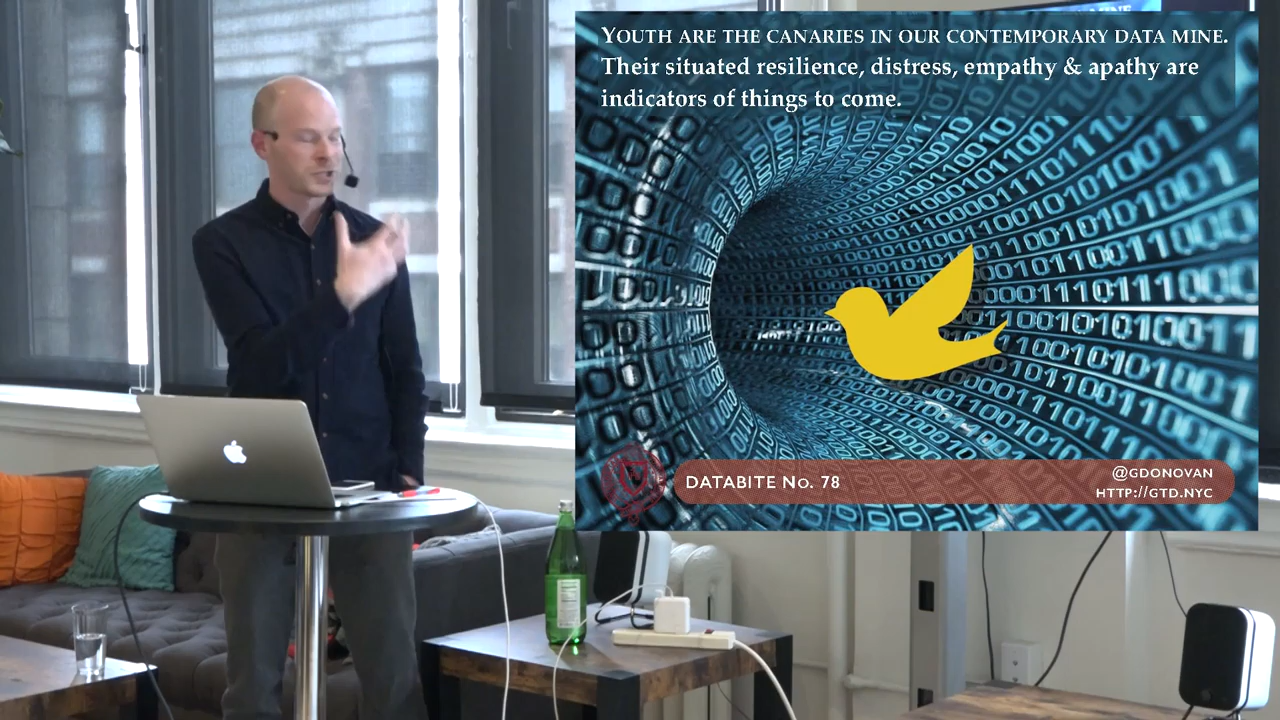 YOUTH ARE THE CANARIES IN OUR CONTEMPORARY DATA MINE.
Their situated resilience, distress, empathy & apathy are
indicators of things to come.
DATABITE No. 78
@GDONOVAN
HTTP://GTD.NYC